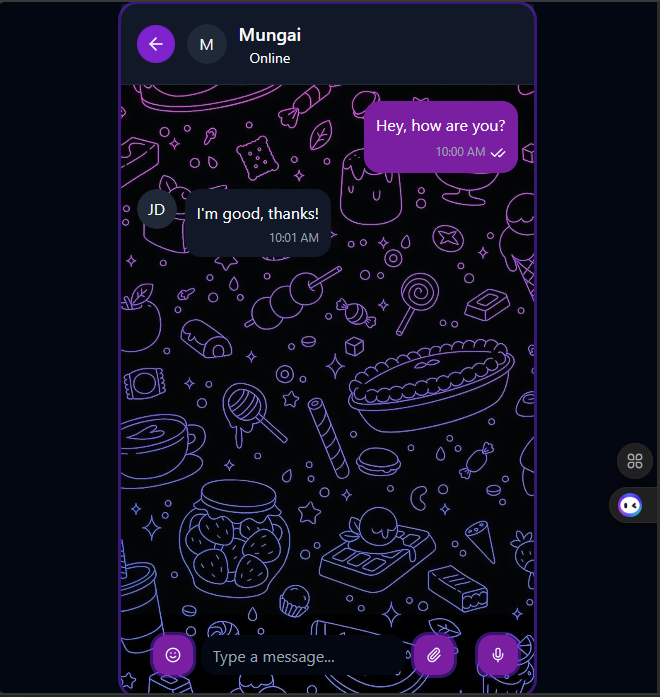 M
Mungai
Online
Hey, how are you?
10:00 AM
JD
I'm good, thanks!
10:01 AM
Type a message...